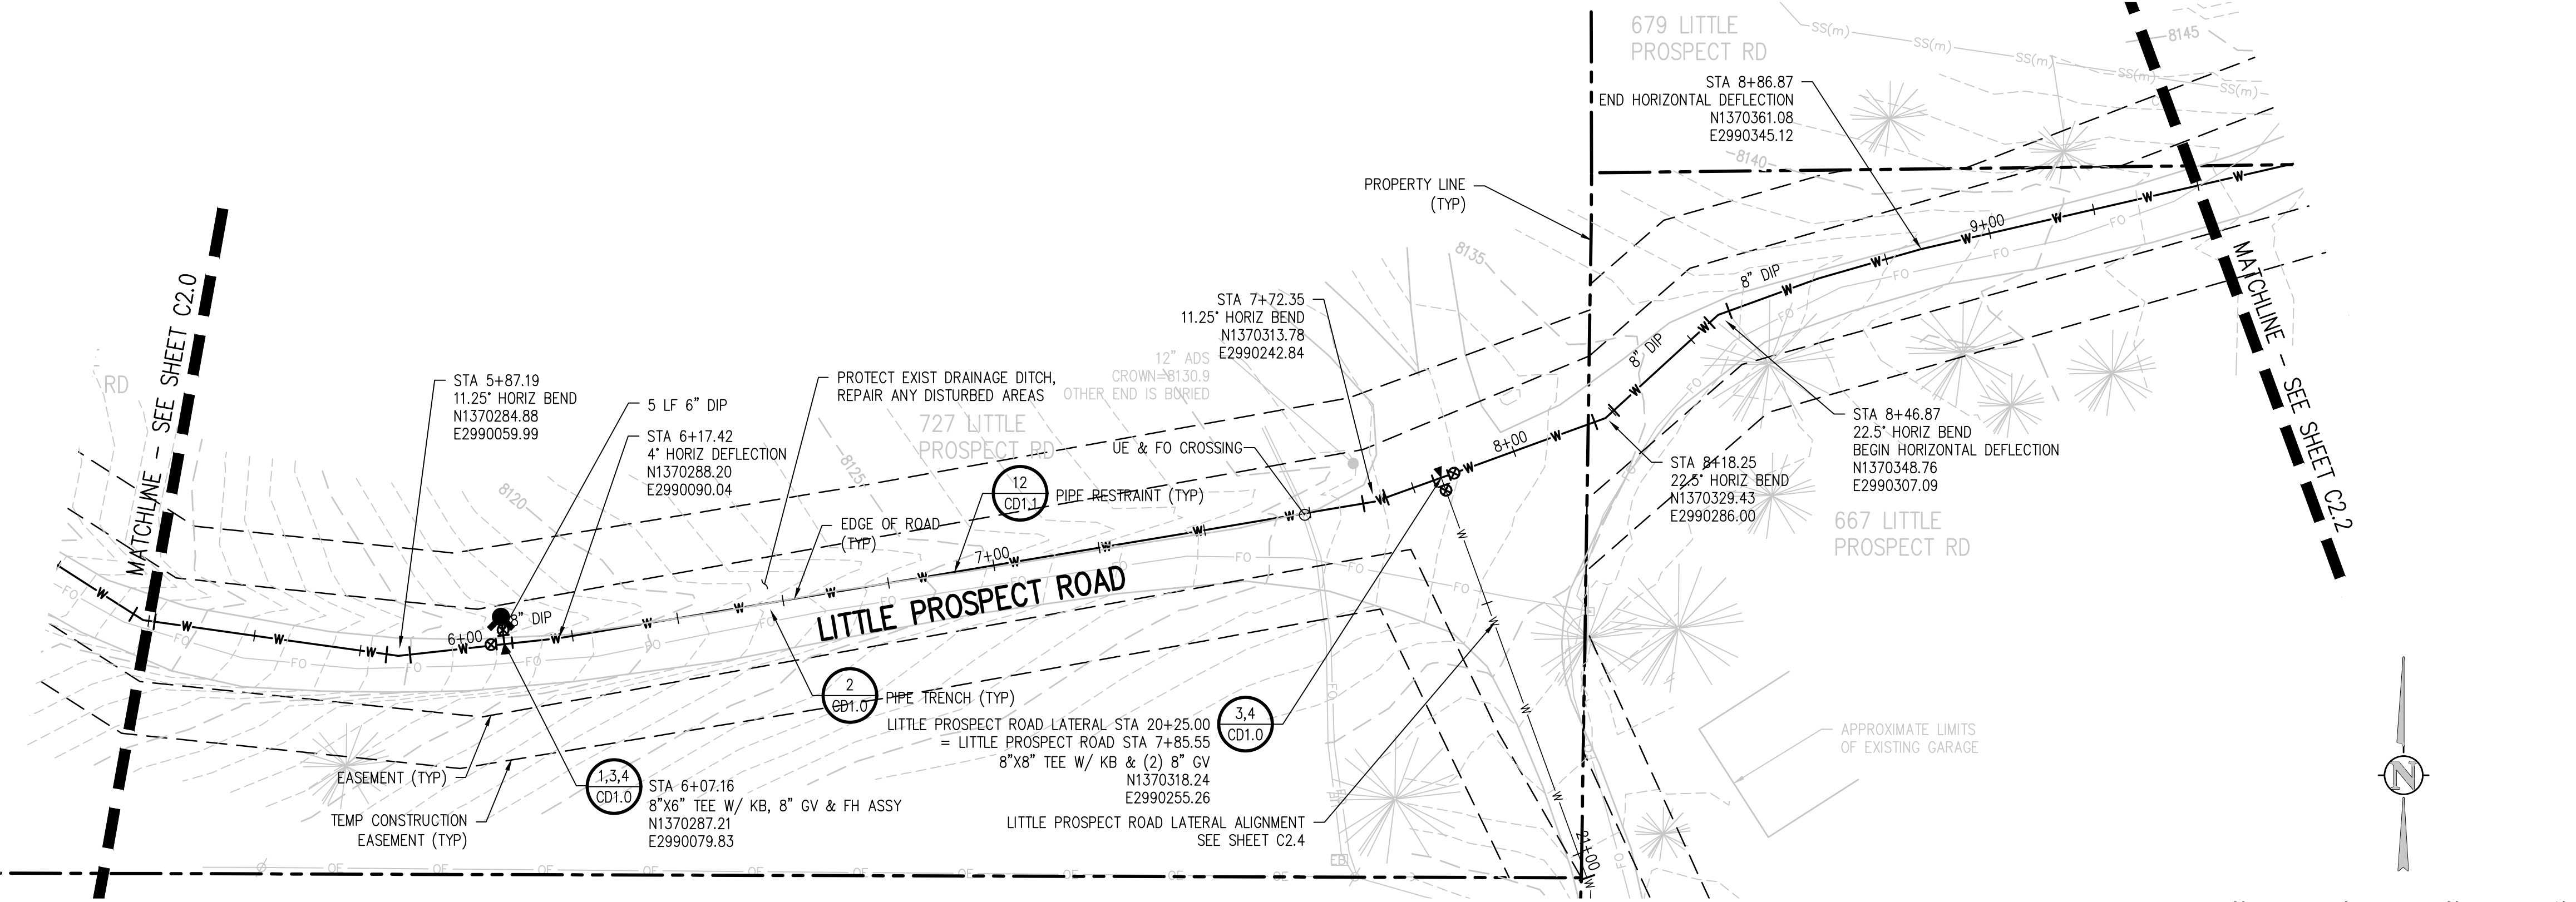 679 LITTLE
PROSPECT RD
SS(m)
SS(m)
SS(m)
SS(m)
SS(m)
8145
STA 8+86.87
END HORIZONTAL DEFLECTION
N1370361.08
E2990345.12
8140
PROPERTY LINE
(TYP)
9+00
8" DIP
8135
MATCHLINE - SEE SHEET C2.0
MATCHLINE - SEE SHEET C2.2
RD
STA 7+72.35
11.25° HORIZ BEND
N1370313.78
E2990242.84
12" ADS
CROWN=8130.9
OTHER END IS BURIED
8" DIP
STA 5+87.19
11.25° HORIZ BEND
N1370284.88
E2990059.99
5 LF 6" DIP
STA 6+17.42
4° HORIZ DEFLECTION
N1370288.20
E2990090.04
PROTECT EXIST DRAINAGE DITCH,
REPAIR ANY DISTURBED AREAS
727 LITTLE
PROSPECT RD
UE & FO CROSSING
8+00
STA 8+46.87
22.5° HORIZ BEND
BEGIN HORIZONTAL DEFLECTION
N1370348.76
E2990307.09
STA 8+18.25
22.5° HORIZ BEND
N1370329.43
E2990286.00
667 LITTLE
PROSPECT RD
8120
8125
12
CD1.1
PIPE RESTRAINT (TYP)
EDGE OF ROAD
(TYP)
7+00
LITTLE PROSPECT ROAD
6+00
8" DIP
2
CD1.0
PIPE TRENCH (TYP)
3,4
CD1.0
LITTLE PROSPECT ROAD LATERAL STA 20+25.00
= LITTLE PROSPECT ROAD STA 7+85.55
8"X8" TEE W/ KB & (2) 8" GV
N1370318.24
E2990255.26
APPROXIMATE LIMITS
OF EXISTING GARAGE
EASEMENT (TYP)
1,3,4
CD1.0
STA 6+07.16
8"X6" TEE W/ KB, 8" GV & FH ASSY
N1370287.21
E2990079.83
TEMP CONSTRUCTION
EASEMENT (TYP)
LITTLE PROSPECT ROAD LATERAL ALIGNMENT
SEE SHEET C2.4
21+00
EB
N